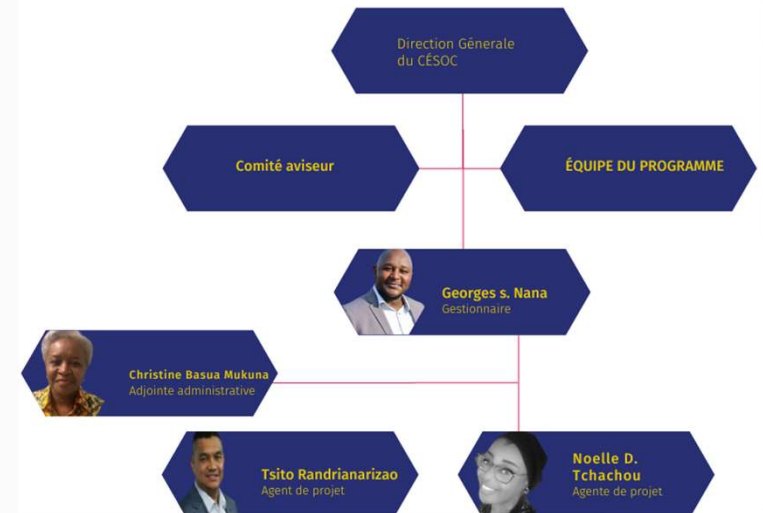 Direction Génerale
du CÉSOC
Comité aviseur
ÉQUIPE DU PROGRAMME
Georges s. Nana
Gestionnaire
Christine Basua Mukuna
Adjointe administrative
Tsito Randrianarizao
Agent de projet
Noelle D.
Tchachou
Agente de projet